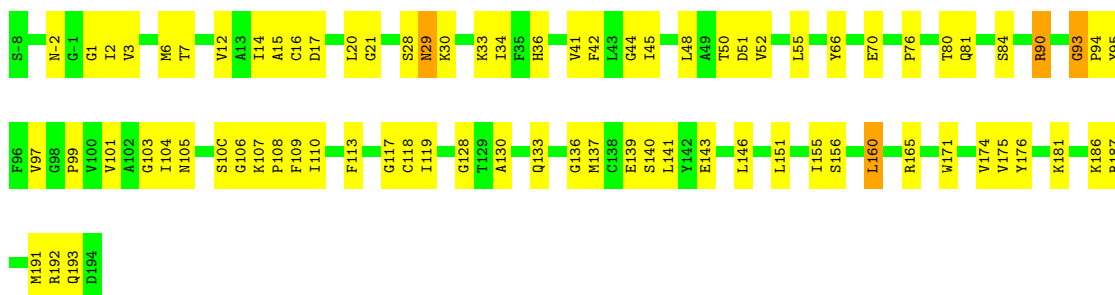 S-8 N-2 G-1 G1 I2 V3 M6 T7 V12 A13 I14 A15 C16 D17 L20 G21 S28 N29 K30 K33 I34 F35 H36 V41 F42 L43 G44 I45 L48 A49 T50 D51 V52 L55 Y66 E70 P76 T80 Q81 S84 R90 G93 P94 Y95
F96 V97 G98 P99 V100 V101 A102 G103 I104 N105 S10C G106 K107 P108 F109 I110 F113 G117 C118 I119 G128 T129 A130 Q133 G136 M137 C138 E139 S140 L141 Y142 E143 L146 L151 I155 S156 L160 R165 W171 V174 V175 Y176 K181 K186
M191 R192 Q193 D194